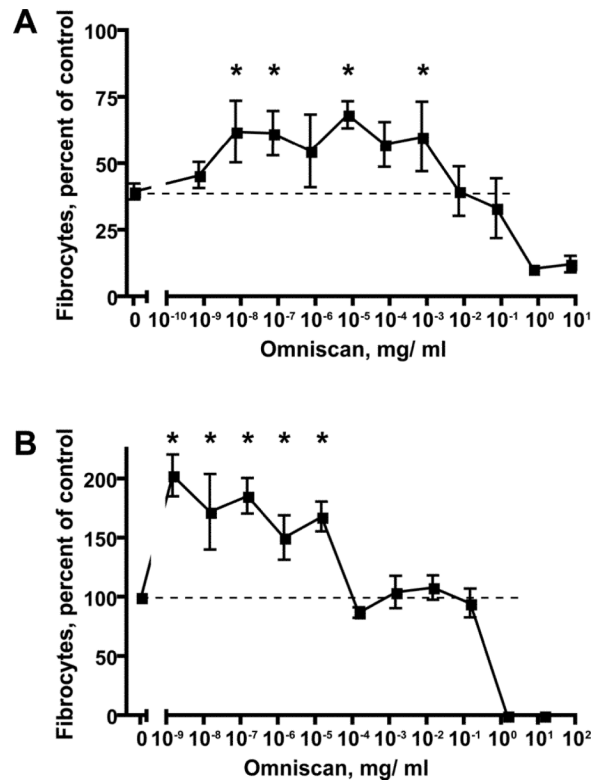 A
Fibrocytes, percent of control
100
75
50
25
0
* * * *
0 10⁻¹⁰ 10⁻⁹ 10⁻⁸ 10⁻⁷ 10⁻⁶ 10⁻⁵ 10⁻⁴ 10⁻³ 10⁻² 10⁻¹ 10⁰ 10¹
Omniscan, mg/ ml
B
Fibrocytes, percent of control
* * * * *
200
150
100
50
0
0 10⁻⁹ 10⁻⁸ 10⁻⁷ 10⁻⁶ 10⁻⁵ 10⁻⁴ 10⁻³ 10⁻² 10⁻¹ 10⁰ 10¹ 10²
Omniscan, mg/ ml